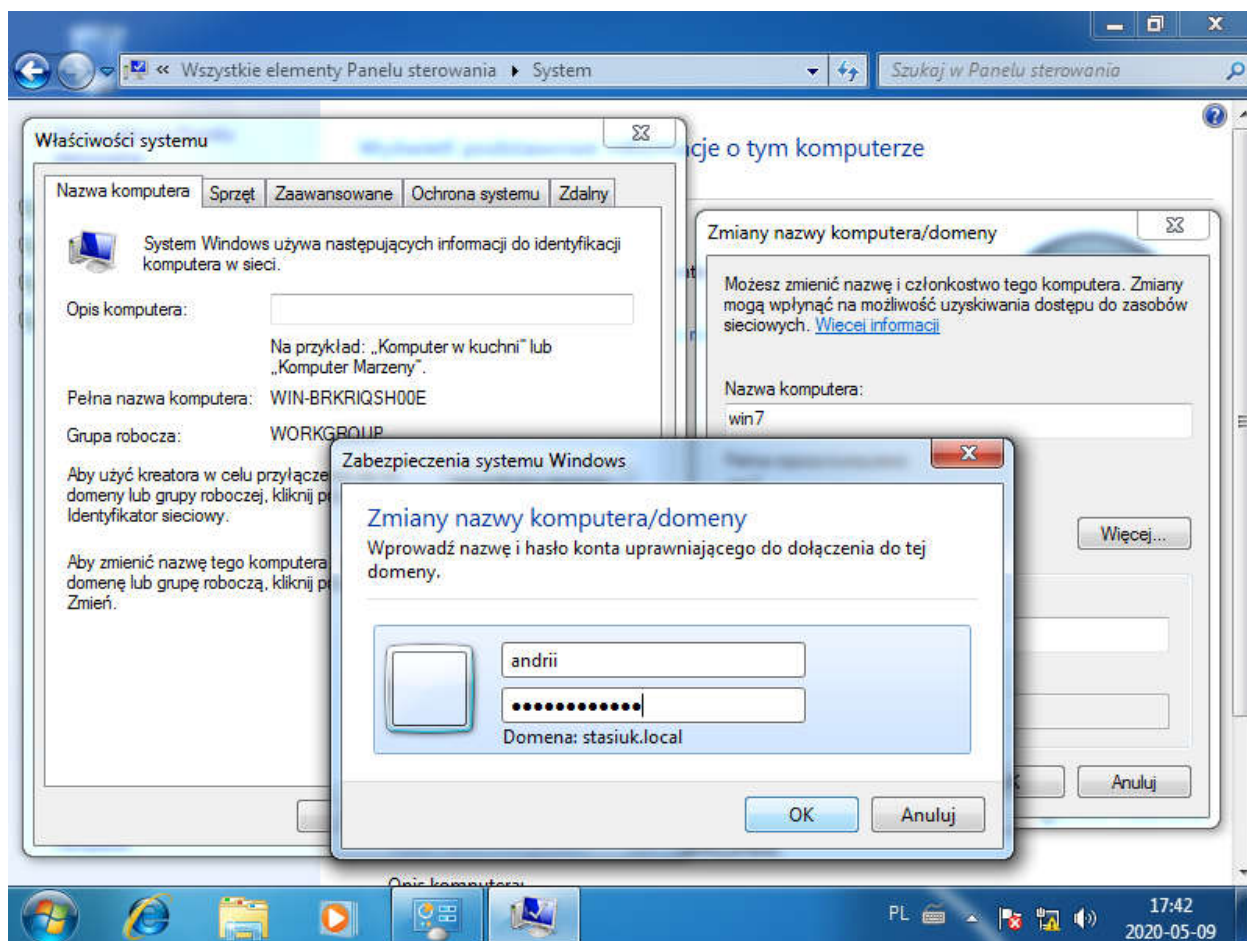 « Wszystkie elementy Panelu sterowania ▸ System
Szukaj w Panelu sterowania
cje o tym komputerze
Właściwości systemu
Nazwa komputera Sprzęt Zaawansowane Ochrona systemu Zdalny
System Windows używa następujących informacji do identyfikacji
komputera w sieci.
Opis komputera:
Na przykład: „Komputer w kuchni” lub
„Komputer Marzeny”.
Pełna nazwa komputera: WIN-BRKRIQSH00E
Grupa robocza: WORKGROUP
Aby użyć kreatora w celu przyłącze
domeny lub grupy roboczej, kliknij p
Identyfikator sieciowy.
Aby zmienić nazwę tego komputera
domenę lub grupę roboczą, kliknij p
Zmień.
Zmiany nazwy komputera/domeny
Możesz zmienić nazwę i członkostwo tego komputera. Zmiany
mogą wpłynąć na możliwość uzyskiwania dostępu do zasobów
sieciowych. Więcej informacji
Nazwa komputera:
win7
Więcej...
Anuluj
Zabezpieczenia systemu Windows
Zmiany nazwy komputera/domeny
Wprowadź nazwę i hasło konta uprawniającego do dołączenia do tej
domeny.
andrii
●●●●●●●●●●●●
Domena: stasiuk.local
OK Anuluj
Opis komputera:
PL
17:42
2020-05-09